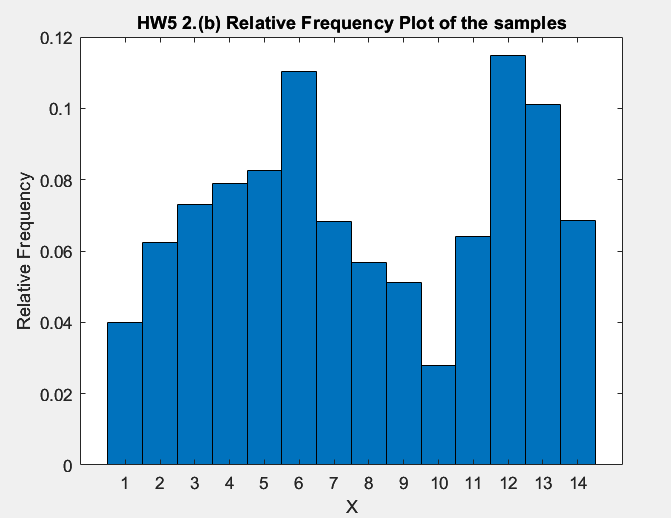 HW5 2.(b) Relative Frequency Plot of the samples
0.12
0.1
0.08
0.06
0.04
0.02
0
Relative Frequency
1 2 3 4 5 6 7 8 9 10 11 12 13 14
X